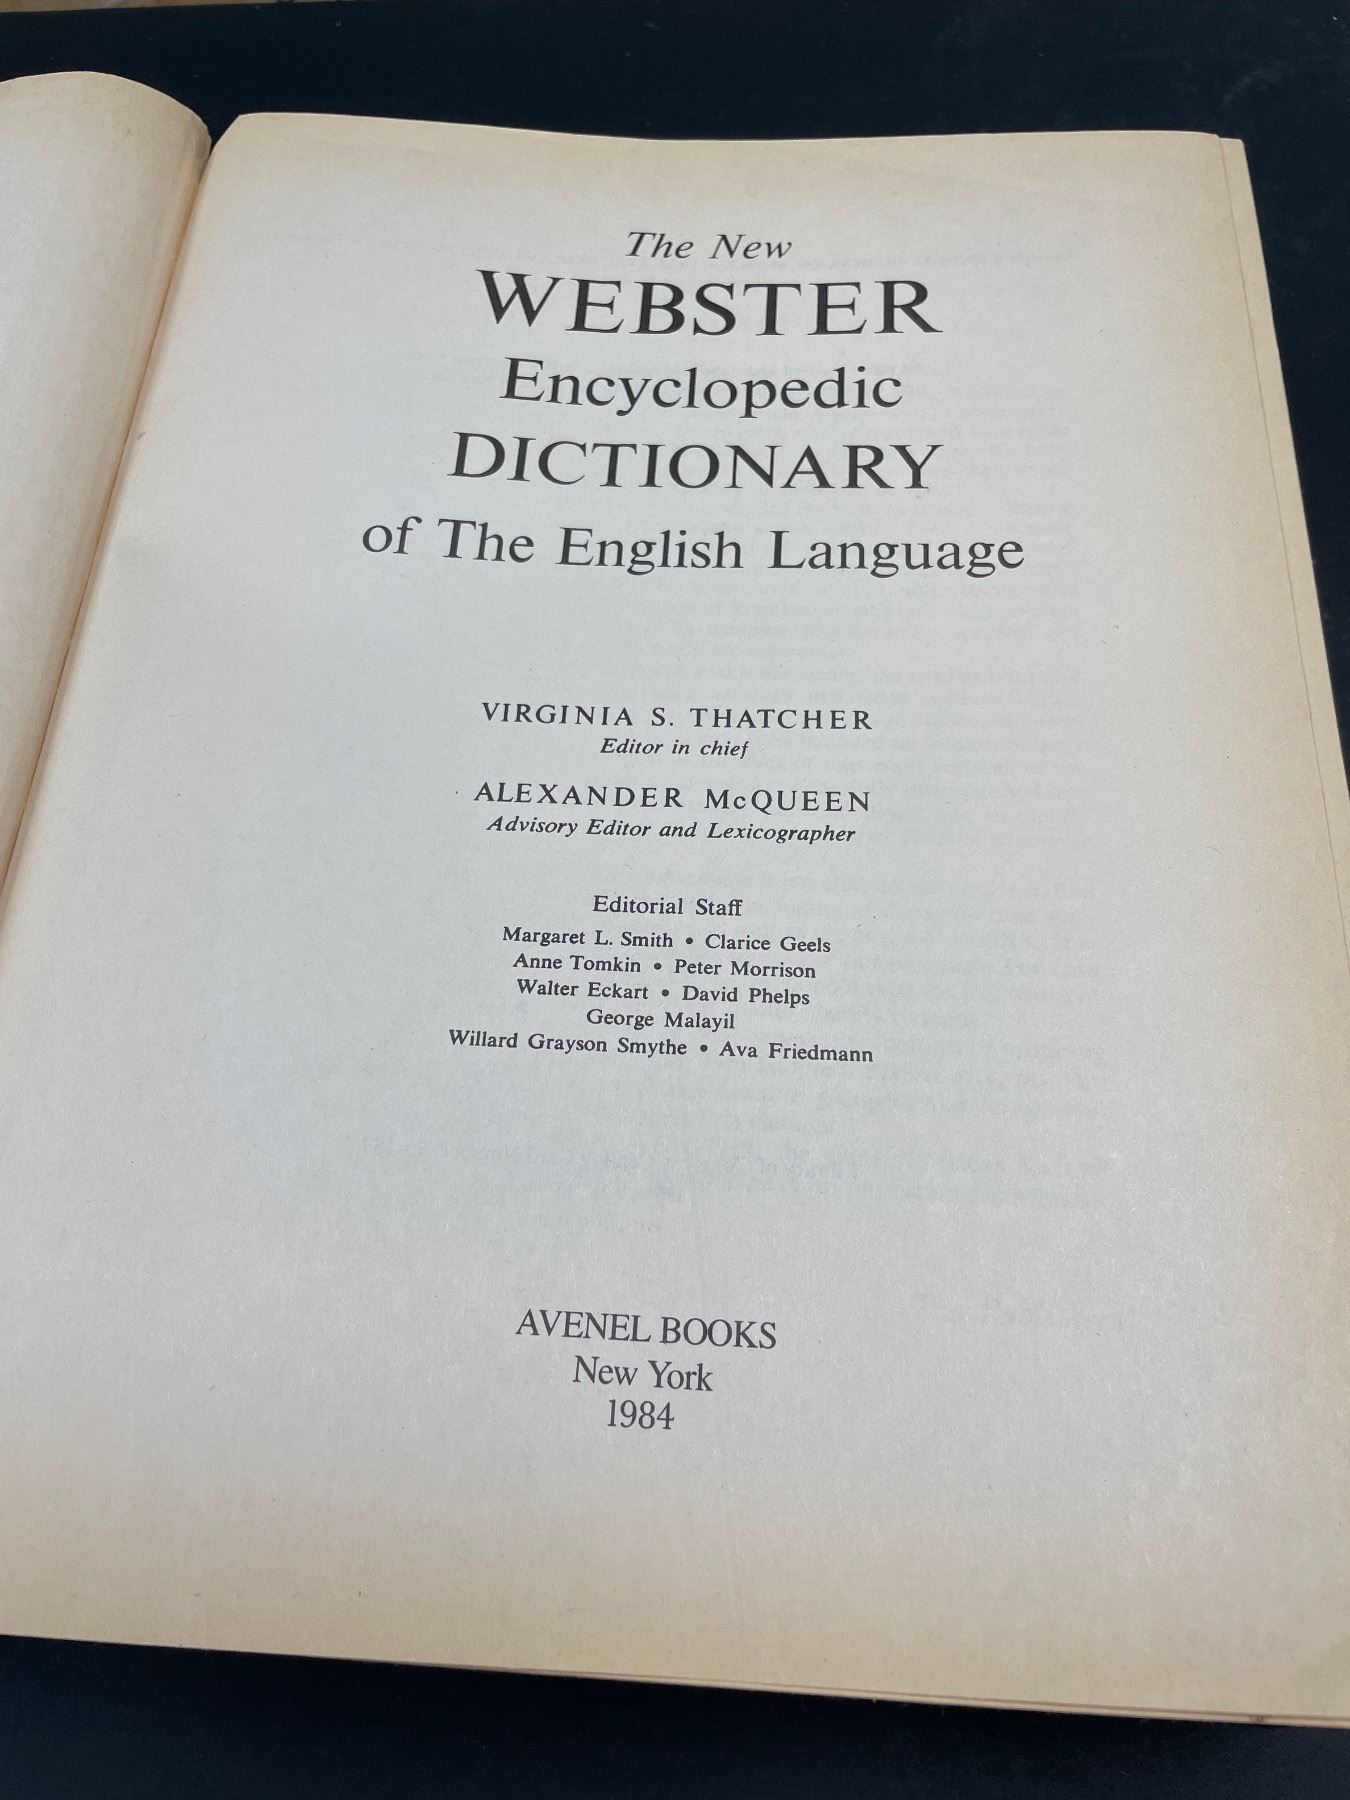 The New
WEBSTER
Encyclopedic
DICTIONARY
of The English Language
VIRGINIA S. THATCHER
Editor in chief
ALEXANDER McQUEEN
Advisory Editor and Lexicographer
Editorial Staff
Margaret L. Smith • Clarice Geels
Anne Tomkin • Peter Morrison
Walter Eckart • David Phelps
George Malayil
Willard Grayson Smythe • Ava Friedmann
AVENEL BOOKS
New York
1984